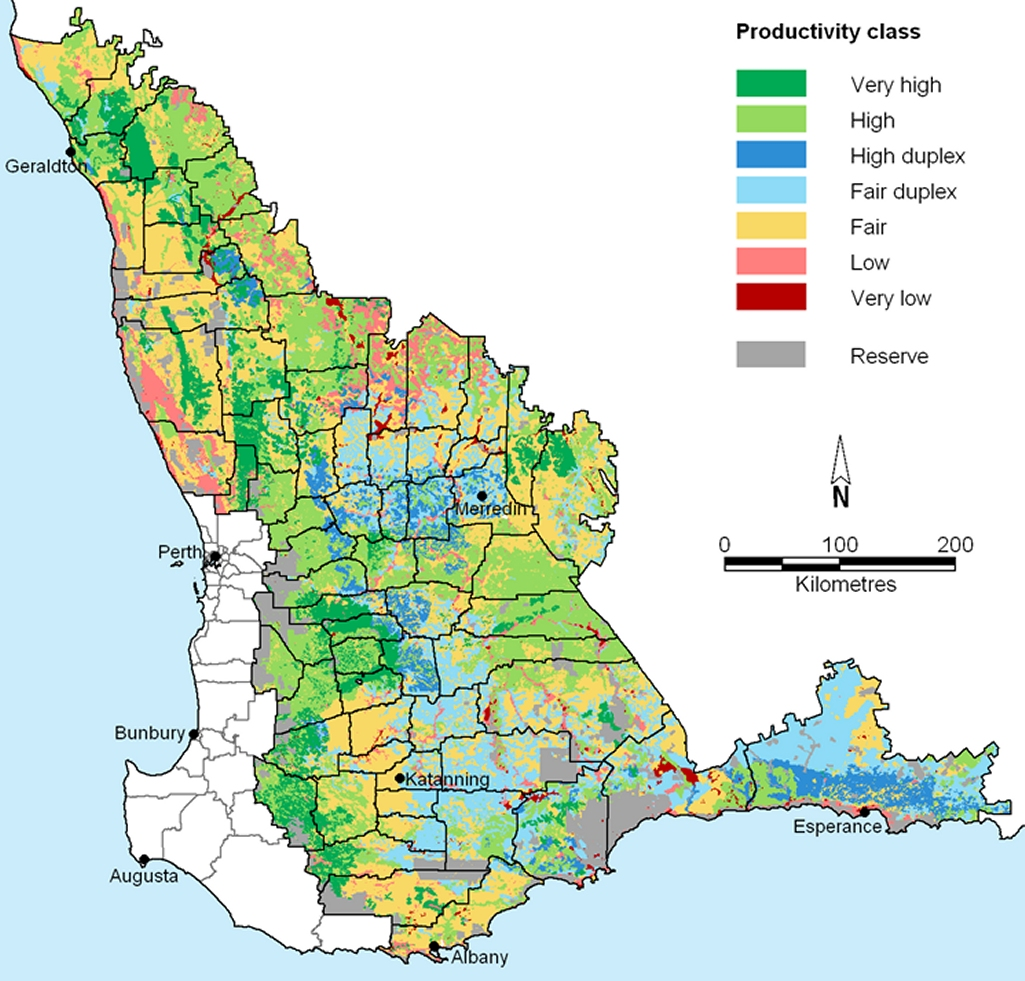 Productivity class
Very high
High
High duplex
Fair duplex
Fair
Low
Very low
Reserve
Geraldton
N
Merredin
0 100 200
Kilometres
Perth
Bunbury
Katanning
Esperance
Augusta
Albany